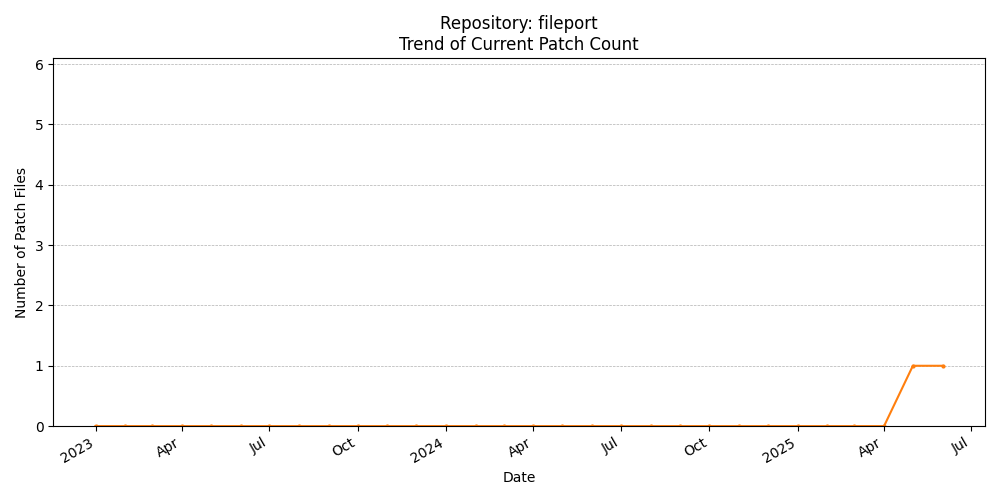 Repository: fileport
Trend of Current Patch Count
6
5
4
3
2
1
0
Number of Patch Files
2023
Apr
Jul
Oct
2024
Apr
Jul
Oct
2025
Apr
Jul
Date